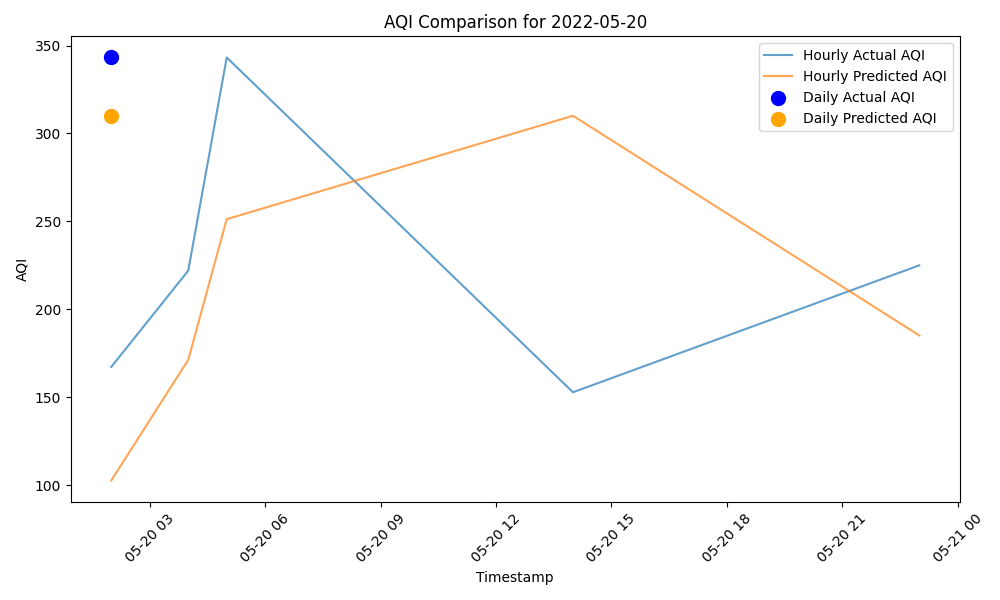 AQI Comparison for 2022-05-20
350
300
250
200
150
100
AQI
Hourly Actual AQI
Hourly Predicted AQI
Daily Actual AQI
Daily Predicted AQI
05-20 03
05-20 06
05-20 09
05-20 12
05-20 15
05-20 18
05-20 21
05-21 00
Timestamp